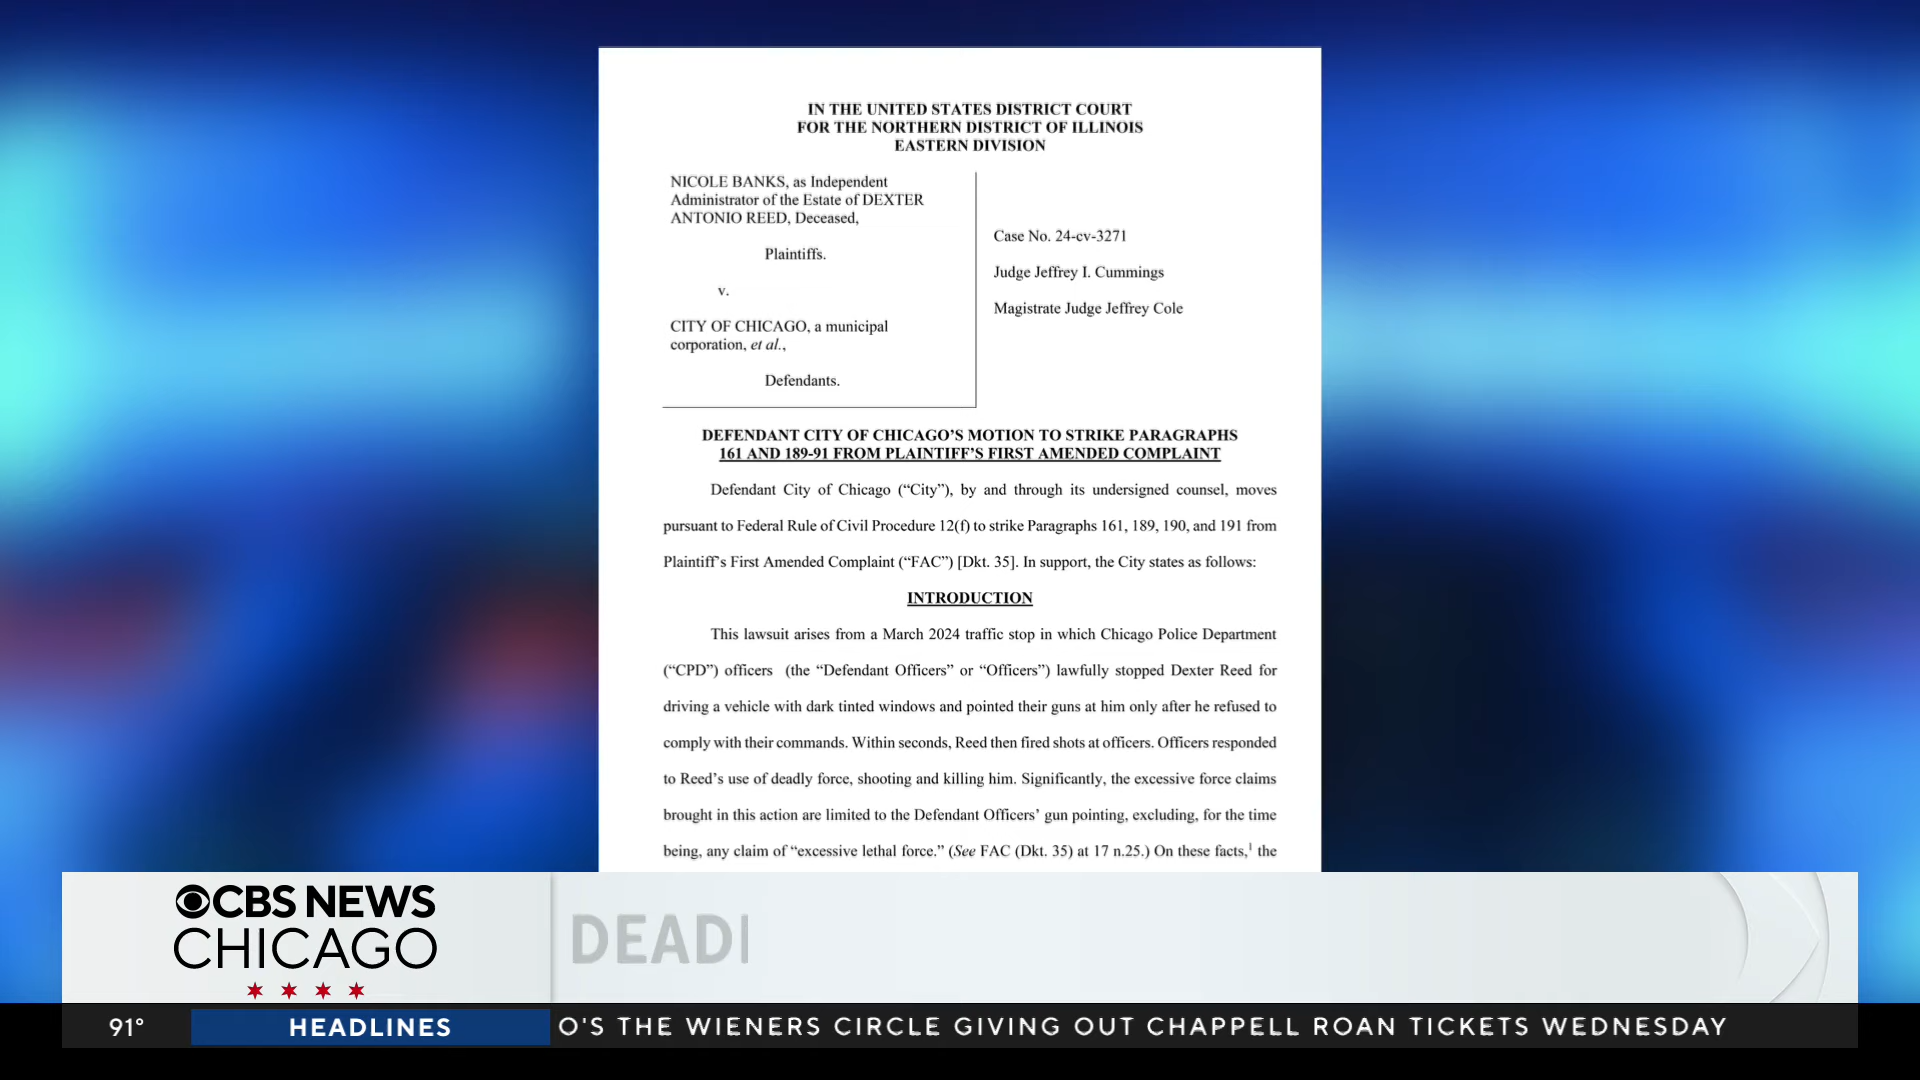 IN THE UNITED STATES DISTRICT COURT
FOR THE NORTHERN DISTRICT OF ILLINOIS
EASTERN DIVISION
NICOLE BANKS, as Independent
Administrator of the Estate of DEXTER
ANTONIO REED, Deceased,
Plaintiffs.
v.
CITY OF CHICAGO, a municipal
corporation, et al.,
Defendants.
Case No. 24-cv-3271
Judge Jeffrey I. Cummings
Magistrate Judge Jeffrey Cole
DEFENDANT CITY OF CHICAGO’S MOTION TO STRIKE PARAGRAPHS
161 AND 189-91 FROM PLAINTIFF’S FIRST AMENDED COMPLAINT
Defendant City of Chicago (“City”), by and through its undersigned counsel, moves
pursuant to Federal Rule of Civil Procedure 12(f) to strike Paragraphs 161, 189, 190, and 191 from
Plaintiff’s First Amended Complaint (“FAC”) [Dkt. 35]. In support, the City states as follows:
INTRODUCTION
This lawsuit arises from a March 2024 traffic stop in which Chicago Police Department
(“CPD”) officers (the “Defendant Officers” or “Officers”) lawfully stopped Dexter Reed for
driving a vehicle with dark tinted windows and pointed their guns at him only after he refused to
comply with their commands. Within seconds, Reed then fired shots at officers. Officers responded
to Reed’s use of deadly force, shooting and killing him. Significantly, the excessive force claims
brought in this action are limited to the Defendant Officers’ gun pointing, excluding, for the time
being, any claim of “excessive lethal force.” (See FAC (Dkt. 35) at 17 n.25.) On these facts,¹ the
CBS NEWS
CHICAGO
DEADI
91°
HEADLINES
O'S THE WIENERS CIRCLE GIVING OUT CHAPPELL ROAN TICKETS WEDNESDAY